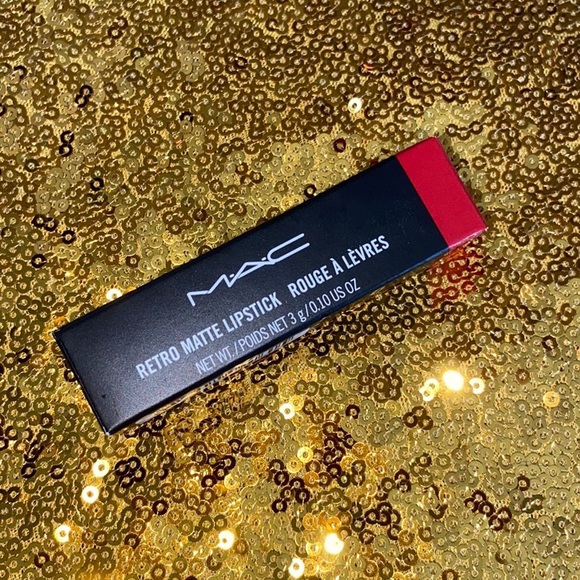 M·A·C
RETRO MATTE LIPSTICK ROUGE À LÈVRES
NET WT./POIDS NET 3 g/0.10 US OZ